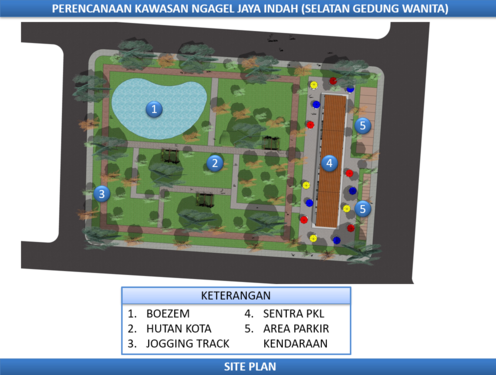 PERENCANAAN KAWASAN NGAGEL JAYA INDAH (SELATAN GEDUNG WANITA)
1
2
3
4
5
5
KETERANGAN
1. BOEZEM
2. HUTAN KOTA
3. JOGGING TRACK
4. SENTRA PKL
5. AREA PARKIR
KENDARAAN
SITE PLAN